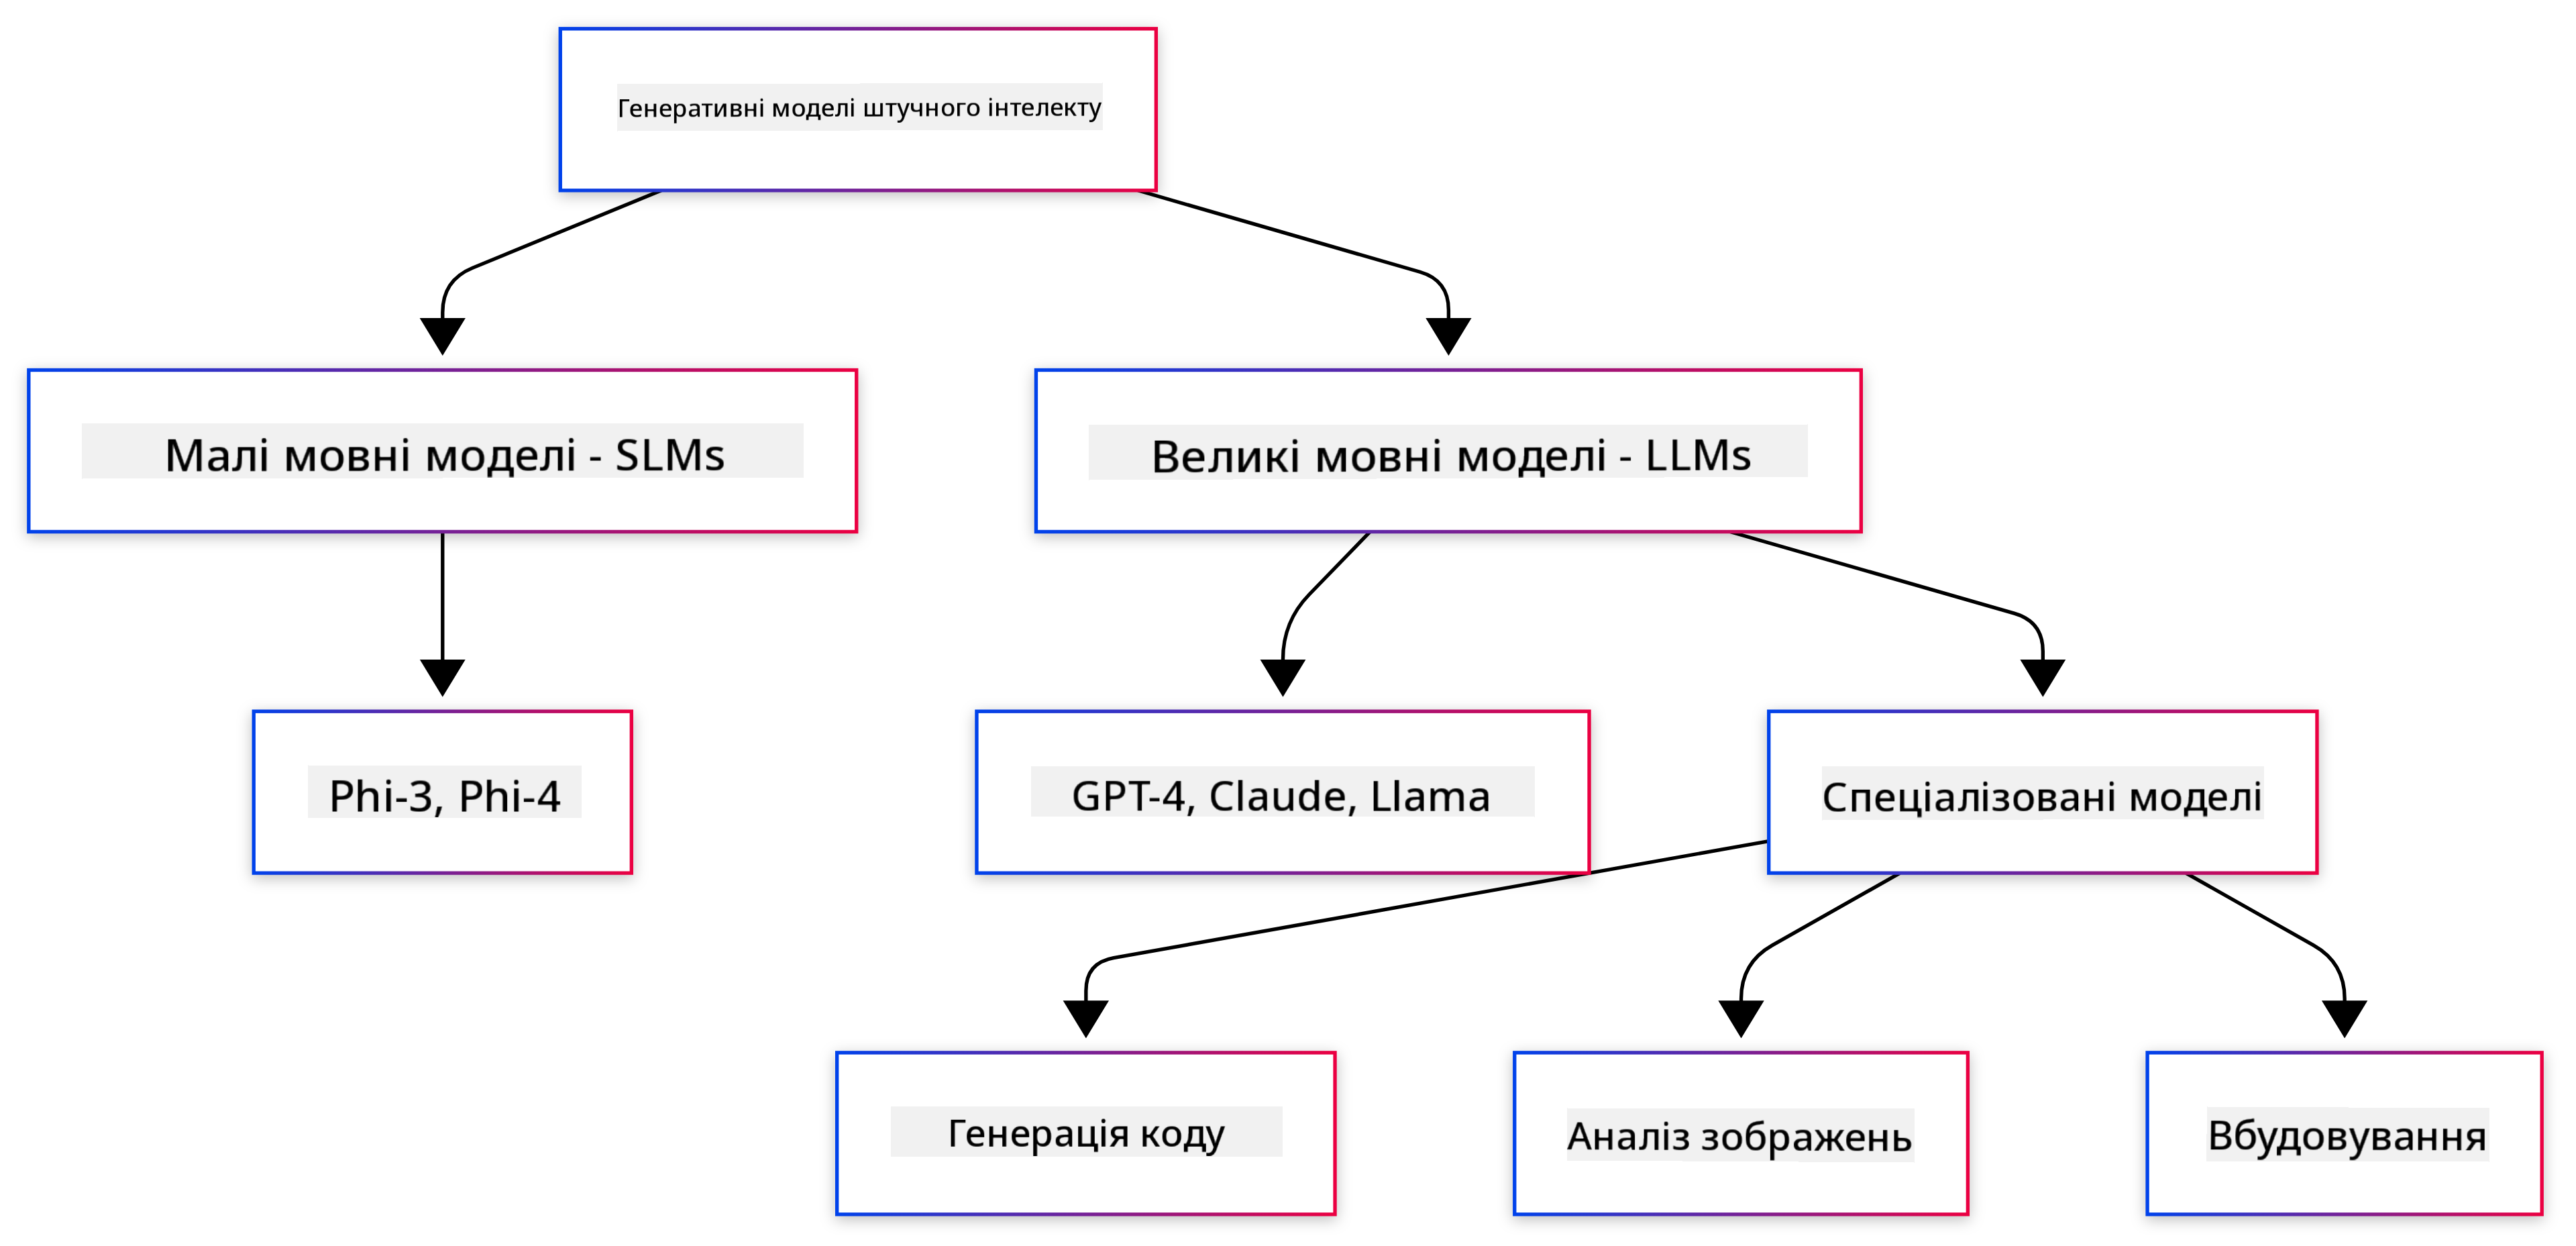 Генеративні моделі штучного інтелекту
Малі мовні моделі - SLMs
Великі мовні моделі - LLMs
Phi-3, Phi-4
GPT-4, Claude, Llama
Спеціалізовані моделі
Генерація коду
Аналіз зображень
Вбудовування